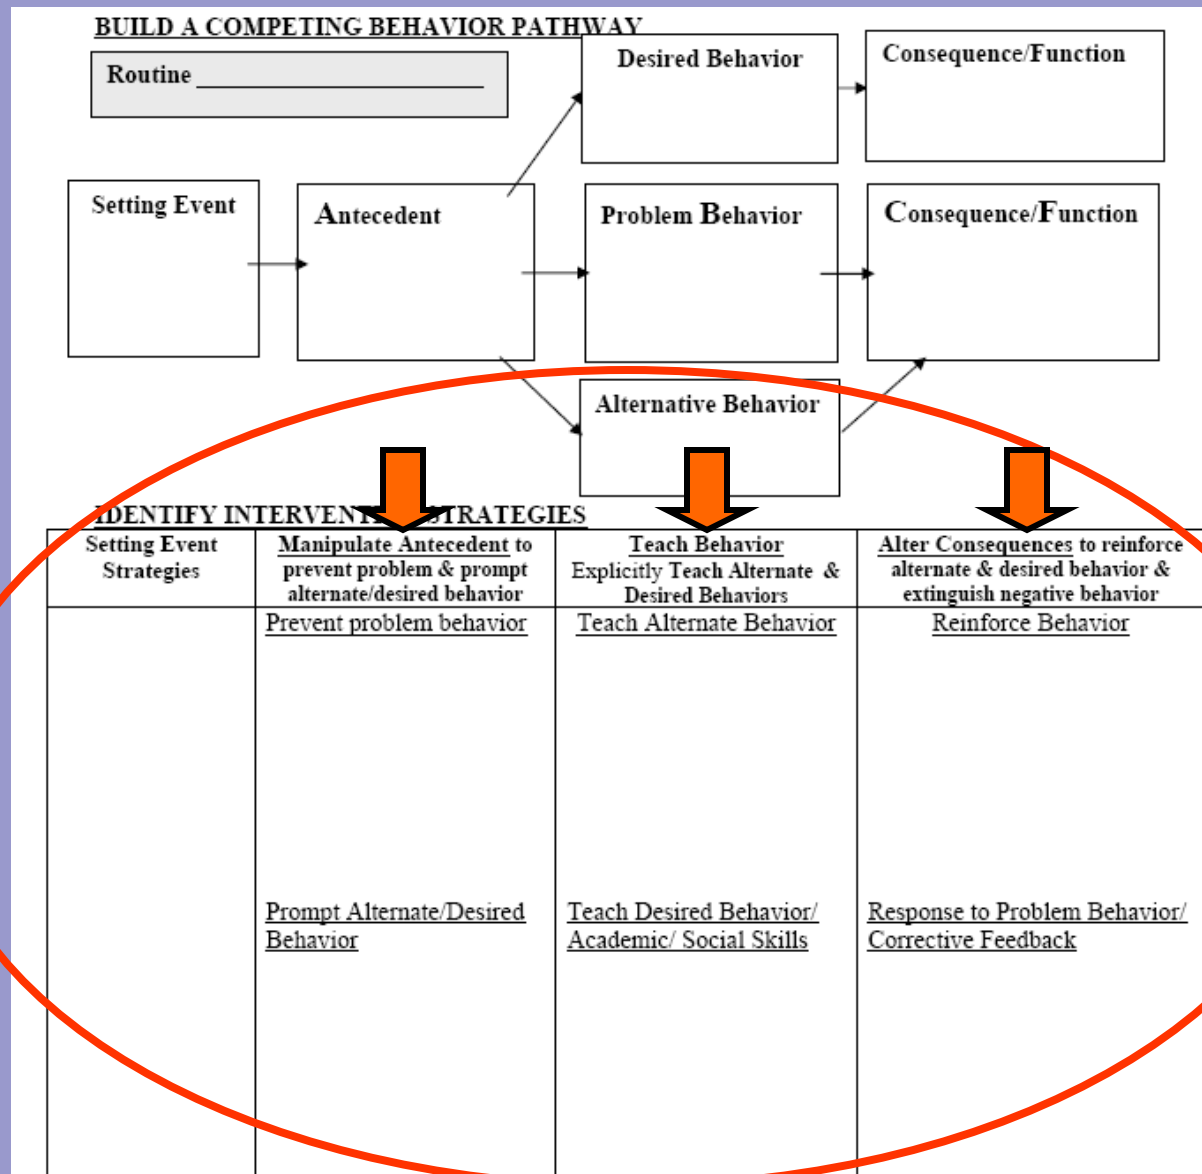 BUILD A COMPETING BEHAVIOR PATHWAY
Routine
Desired Behavior
Consequence/Function
Setting Event
Antecedent
Problem Behavior
Consequence/Function
Alternative Behavior
IDENTIFY STRATEGIES
Setting Event
Strategies
Manipulate Antecedent to
prevent problem & prompt
alternate/desired behavior
Teach Behavior
Explicitly Teach Alternate &
Desired Behaviors
Alter Consequences to reinforce
alternate & desired behavior &
extinguish negative behavior
Prevent problem behavior
Teach Alternate Behavior
Reinforce Behavior
Prompt Alternate/Desired
Behavior
Teach Desired Behavior/
Academic/ Social Skills
Response to Problem Behavior/
Corrective Feedback